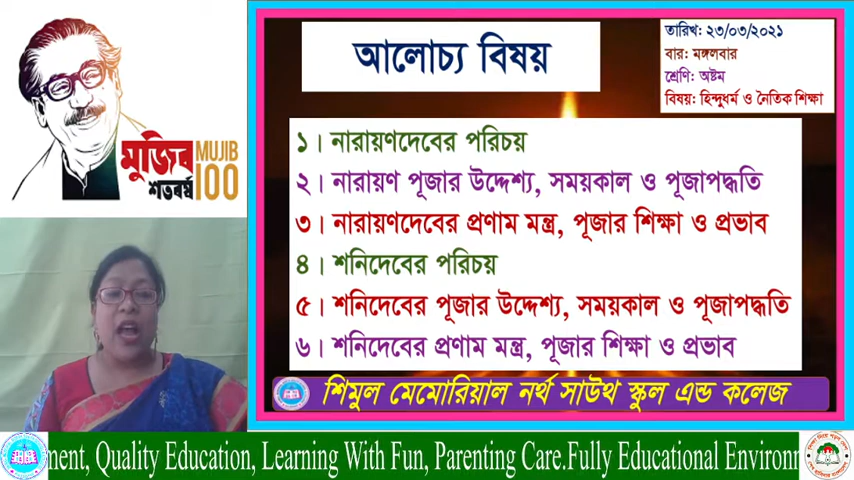 মুজিব
শতবর্ষ
MUJIB
100
আলোচ্য বিষয়
তারিখ: ২৩/০৩/২০২১
বার: মঙ্গলবার
শ্রেণি: অষ্টম
বিষয়: হিন্দুধর্ম ও নৈতিক শিক্ষা
১। নারায়ণদেবের পরিচয়
২। নারায়ণ পূজার উদ্দেশ্য, সময়কাল ও পূজাপদ্ধতি
৩। নারায়ণদেবের প্রণাম মন্ত্র, পূজার শিক্ষা ও প্রভাব
৪। শনিদেবের পরিচয়
৫। শনিদেবের পূজার উদ্দেশ্য, সময়কাল ও পূজাপদ্ধতি
৬। শনিদেবের প্রণাম মন্ত্র, পূজার শিক্ষা ও প্রভাব
শিমুল মেমোরিয়াল নর্থ সাউথ স্কুল এন্ড কলেজ
ment, Quality Education, Learning With Fun, Parenting Care.Fully Educational Environm